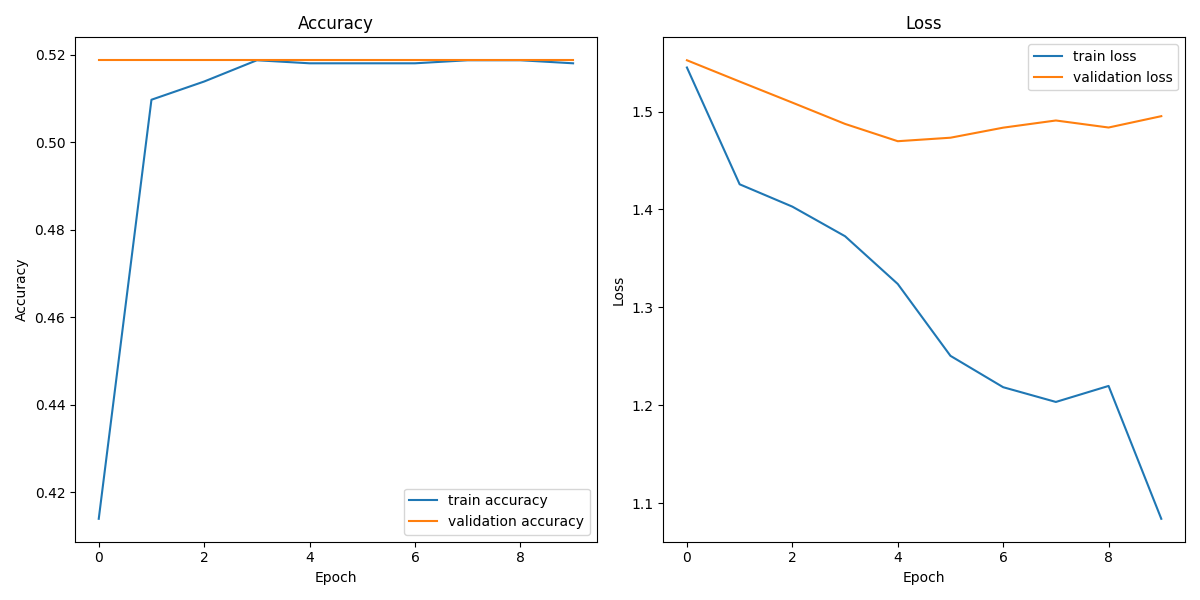 Accuracy
0.52
0.50
0.48
0.46
0.44
0.42
Accuracy
train accuracy
validation accuracy
0 2 4 6 8
Epoch
Loss
1.5
1.4
1.3
1.2
1.1
Loss
train loss
validation loss
0 2 4 6 8
Epoch